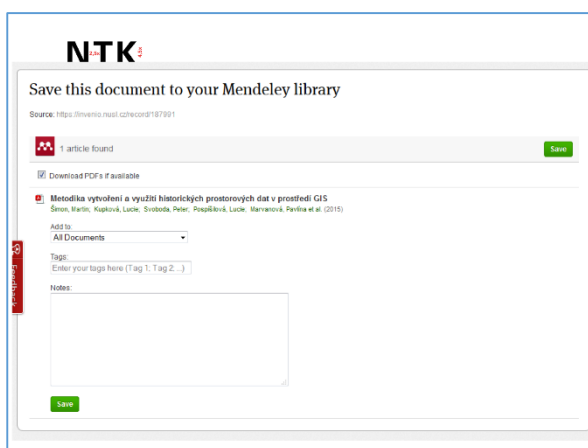 NTK
Save this document to your Mendeley library
Source: https://invenio.nusl.cz/record/187991
1 article found
Save
Download PDFs if available
Metodika vytvoření a využití historických prostorových dat v prostředí GIS
Šimon, Martin; Kupková, Lucie; Svoboda, Peter; Pospíšilová, Lucie; Marvanová, Pavlína et al. (2015)
Add to:
All Documents
Tags:
Enter your tags here (Tag 1; Tag 2;...)
Feedback
Notes:
Save